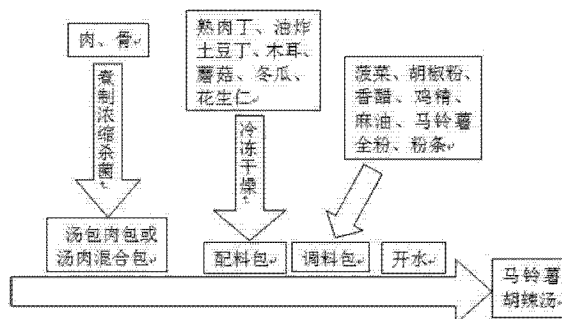 肉、骨
煮制浓缩杀菌
汤包肉包或
汤肉混合包
熟肉丁、油炸
土豆丁、木耳、
蘑菇、冬瓜、
花生仁
冷冻干燥
配料包
菠菜、胡椒粉、
香醋、鸡精、
麻油、马铃薯
全粉、粉条
调料包
开水
马铃薯
胡辣汤